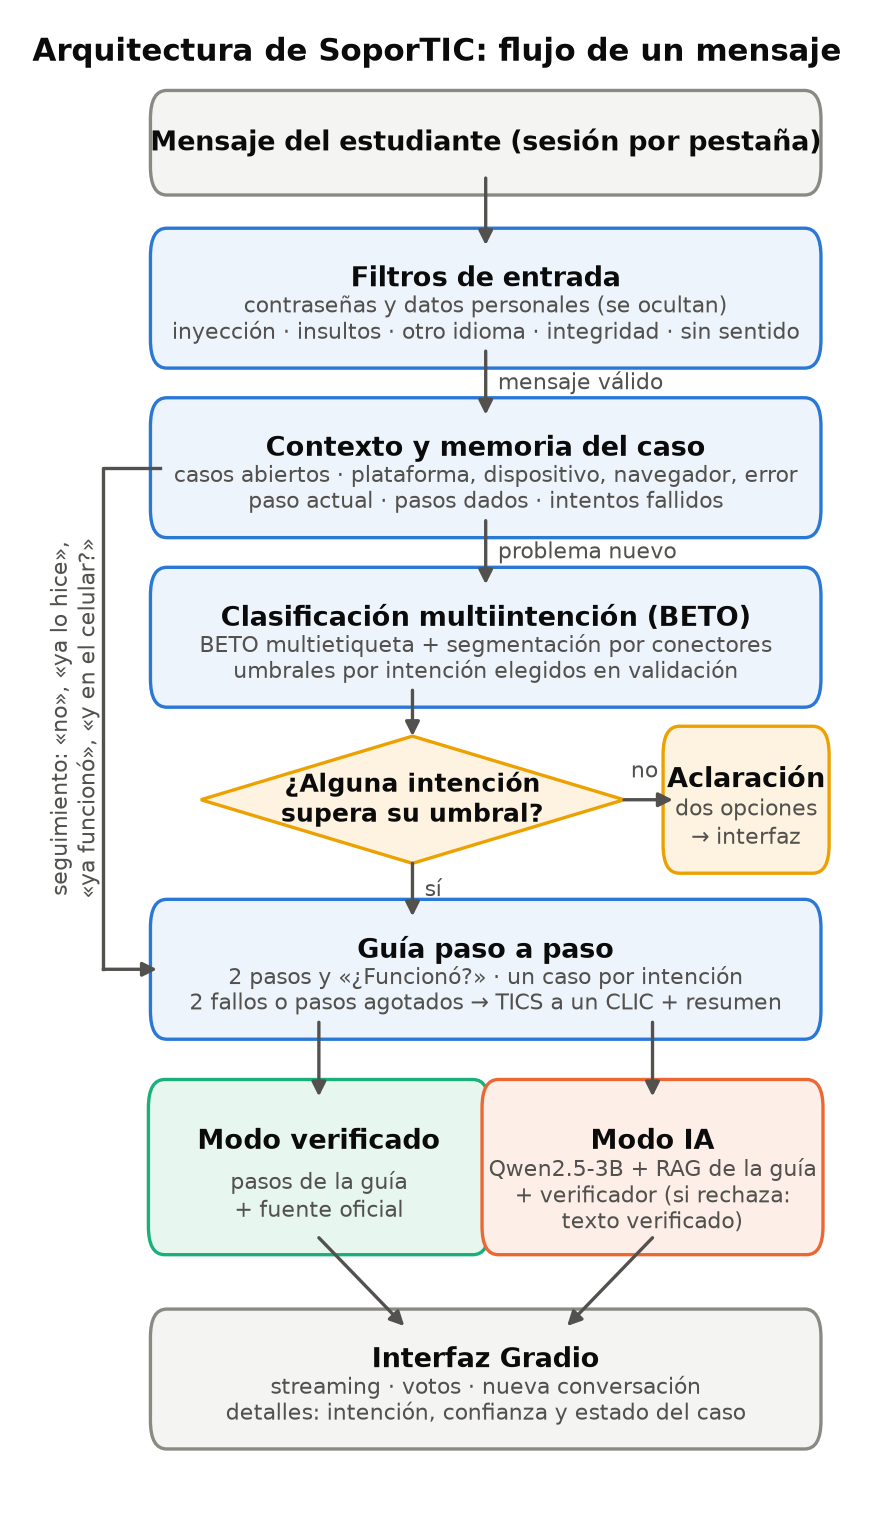 Arquitectura de SoporTIC: flujo de un mensaje
Mensaje del estudiante (sesión por pestaña)
Filtros de entrada
contraseñas y datos personales (se ocultan)
inyección · insultos · otro idioma · integridad · sin sentido
mensaje válido
Contexto y memoria del caso
casos abiertos · plataforma, dispositivo, navegador, error
paso actual · pasos dados · intentos fallidos
seguimiento: «no», «ya lo hice»,
«ya funcionó», «y en el celular?»
problema nuevo
Clasificación multiintención (BETO)
BETO multietiqueta + segmentación por conectores
umbrales por intención elegidos en validación
¿Alguna intención
supera su umbral?
no
Aclaración
dos opciones
→ interfaz
sí
Guía paso a paso
2 pasos y «¿Funcionó?» · un caso por intención
2 fallos o pasos agotados → TICS a un CLIC + resumen
Modo verificado
pasos de la guía
+ fuente oficial
Modo IA
Qwen2.5-3B + RAG de la guía
+ verificador (si rechaza:
texto verificado)
Interfaz Gradio
streaming · votos · nueva conversación
detalles: intención, confianza y estado del caso